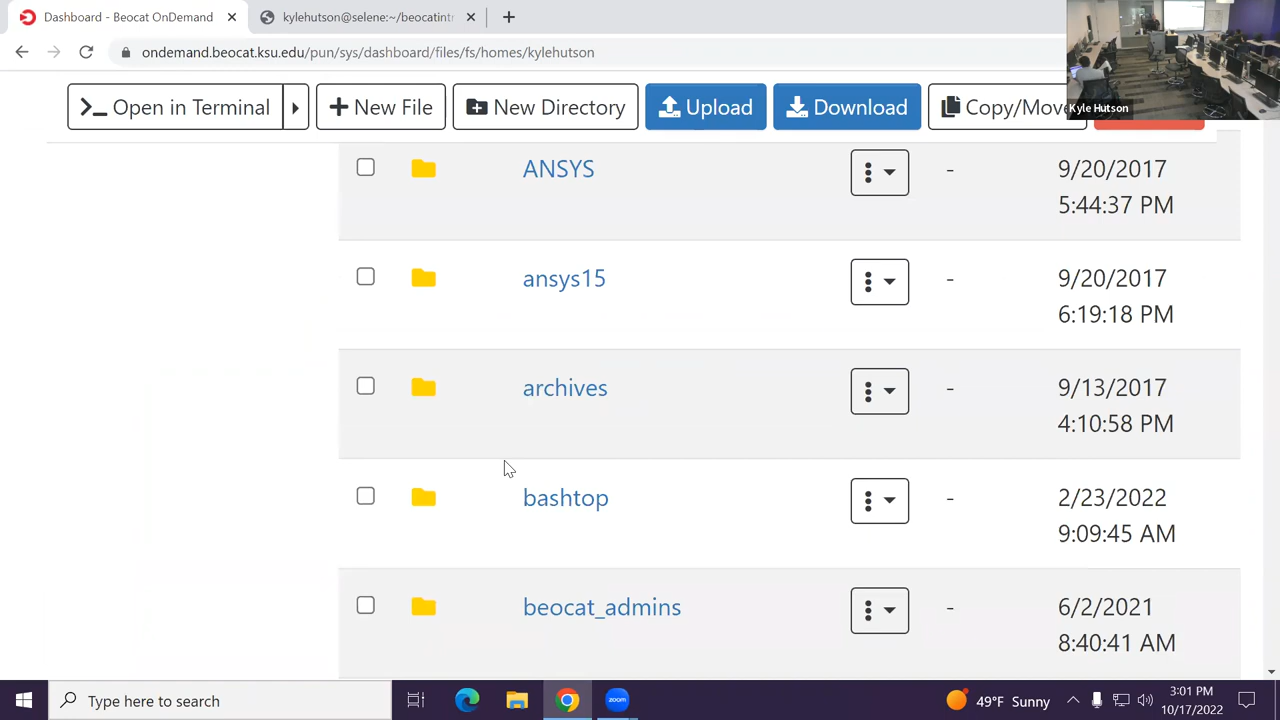 Dashboard - Beocat OnDemand
kylehutson@selene:~/beocatintr
ondemand.beocat.ksu.edu/pun/sys/dashboard/files/fs/homes/kylehutson
Open in Terminal
New File
New Directory
Upload
Download
Copy/Move
Kyle Hutson
ANSYS
-
9/20/2017
5:44:37 PM
ansys15
-
9/20/2017
6:19:18 PM
archives
-
9/13/2017
4:10:58 PM
bashtop
-
2/23/2022
9:09:45 AM
beocat_admins
-
6/2/2021
8:40:41 AM
Type here to search
zoom
49°F Sunny
3:01 PM
10/17/2022